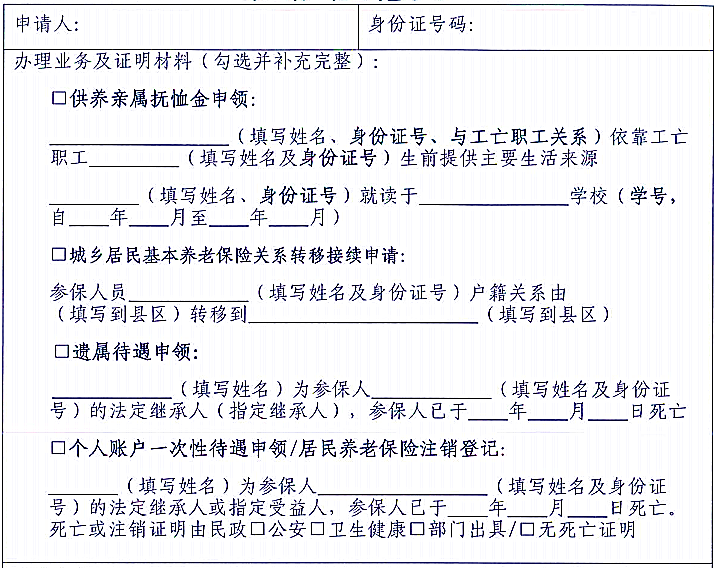 申请人： 身份证号码：
办理业务及证明材料（勾选并补充完整）：
□供养亲属抚恤金申领：
____________（填写姓名、身份证号、与工亡职工关系）依靠工亡
职工______（填写姓名及身份证号）生前提供主要生活来源
______（填写姓名、身份证号）就读于__________学校（学号，
自___年___月至___年___月）
□城乡居民基本养老保险关系转移接续申请：
参保人员________（填写姓名及身份证号）户籍关系由
（填写到县区）转移到________________（填写到县区）
□遗属待遇申领：
________（填写姓名）为参保人________（填写姓名及身份证
号）的法定继承人（指定继承人），参保人已于___年___月___日死亡
□个人账户一次性待遇申领/居民养老保险注销登记：
_____（填写姓名）为参保人___________（填写姓名及身份证
号）的法定继承人或指定受益人，参保人已于___年___月___日死亡。
死亡或注销证明由民政□公安□卫生健康□部门出具/□无死亡证明